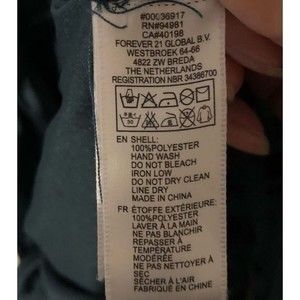 #00036917
RN#94981
CA#40198
FOREVER 21 GLOBAL B.V.
WESTBROEK 64-66
4822 ZW BREDA
THE NETHERLANDS
REGISTRATION NBR 34386700
EN SHELL:
100%POLYESTER
HAND WASH
DO NOT BLEACH
IRON LOW
DO NOT DRY CLEAN
LINE DRY
MADE IN CHINA
FR ÉTOFFE EXTÉRIEURE:
100%POLYESTER
LAVER À LA MAIN
NE PAS BLANCHIR
REPASSER À
TEMPÉRATURE
MODÉRÉE
NE PAS NETTOYER À
SEC
SÉCHER À L'AIR
FABRIQUÉ EN CHINE